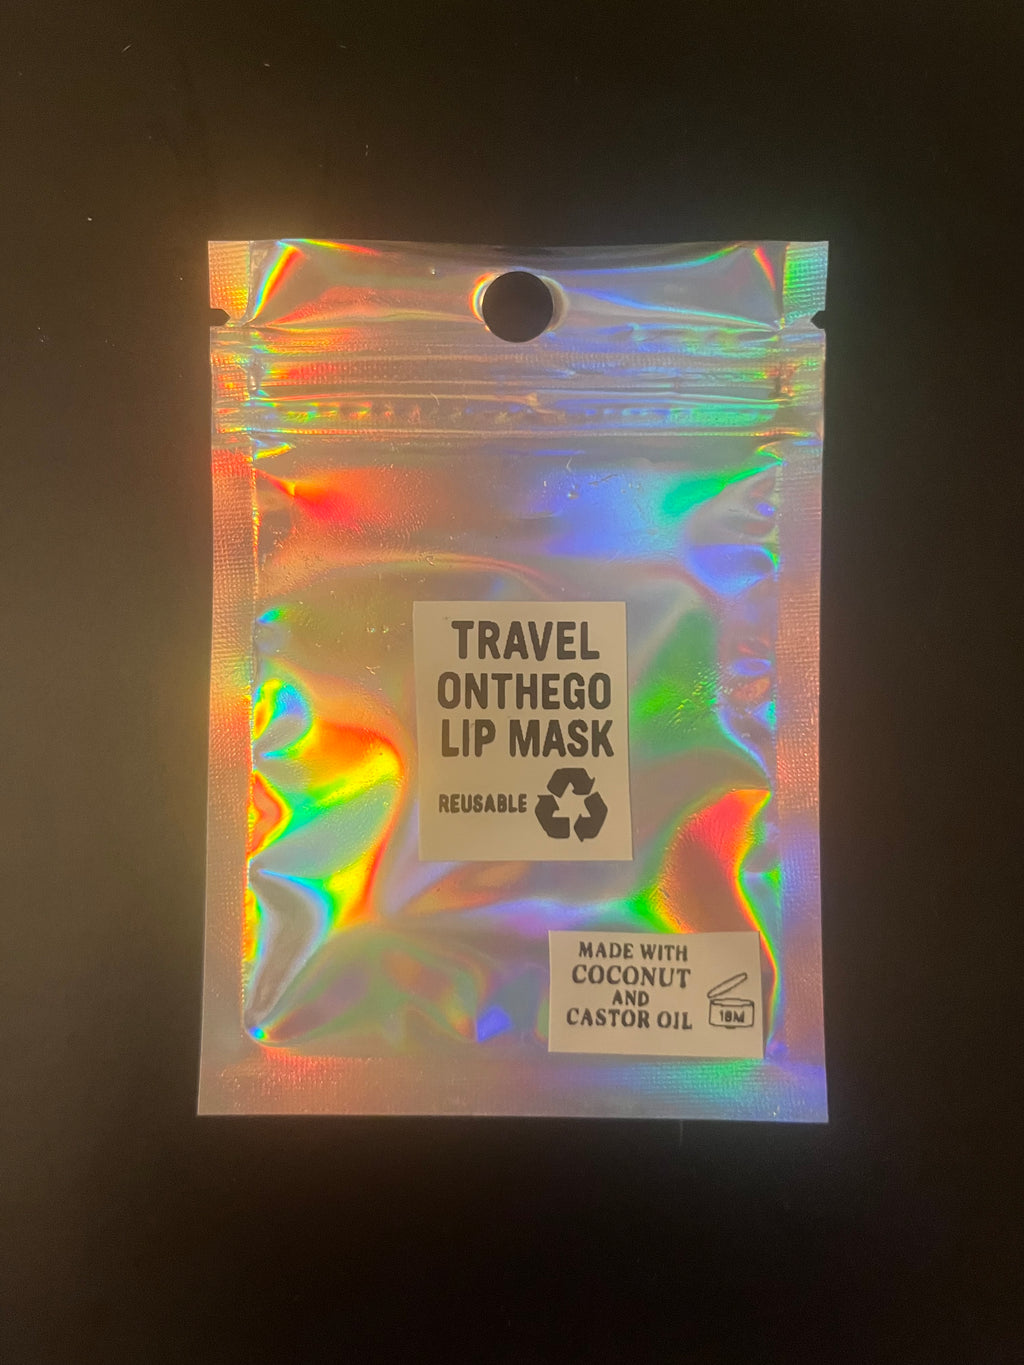 TRAVEL
ONTHEGO
LIP MASK
REUSABLE
MADE WITH
COCONUT
AND
CASTOR OIL
18M